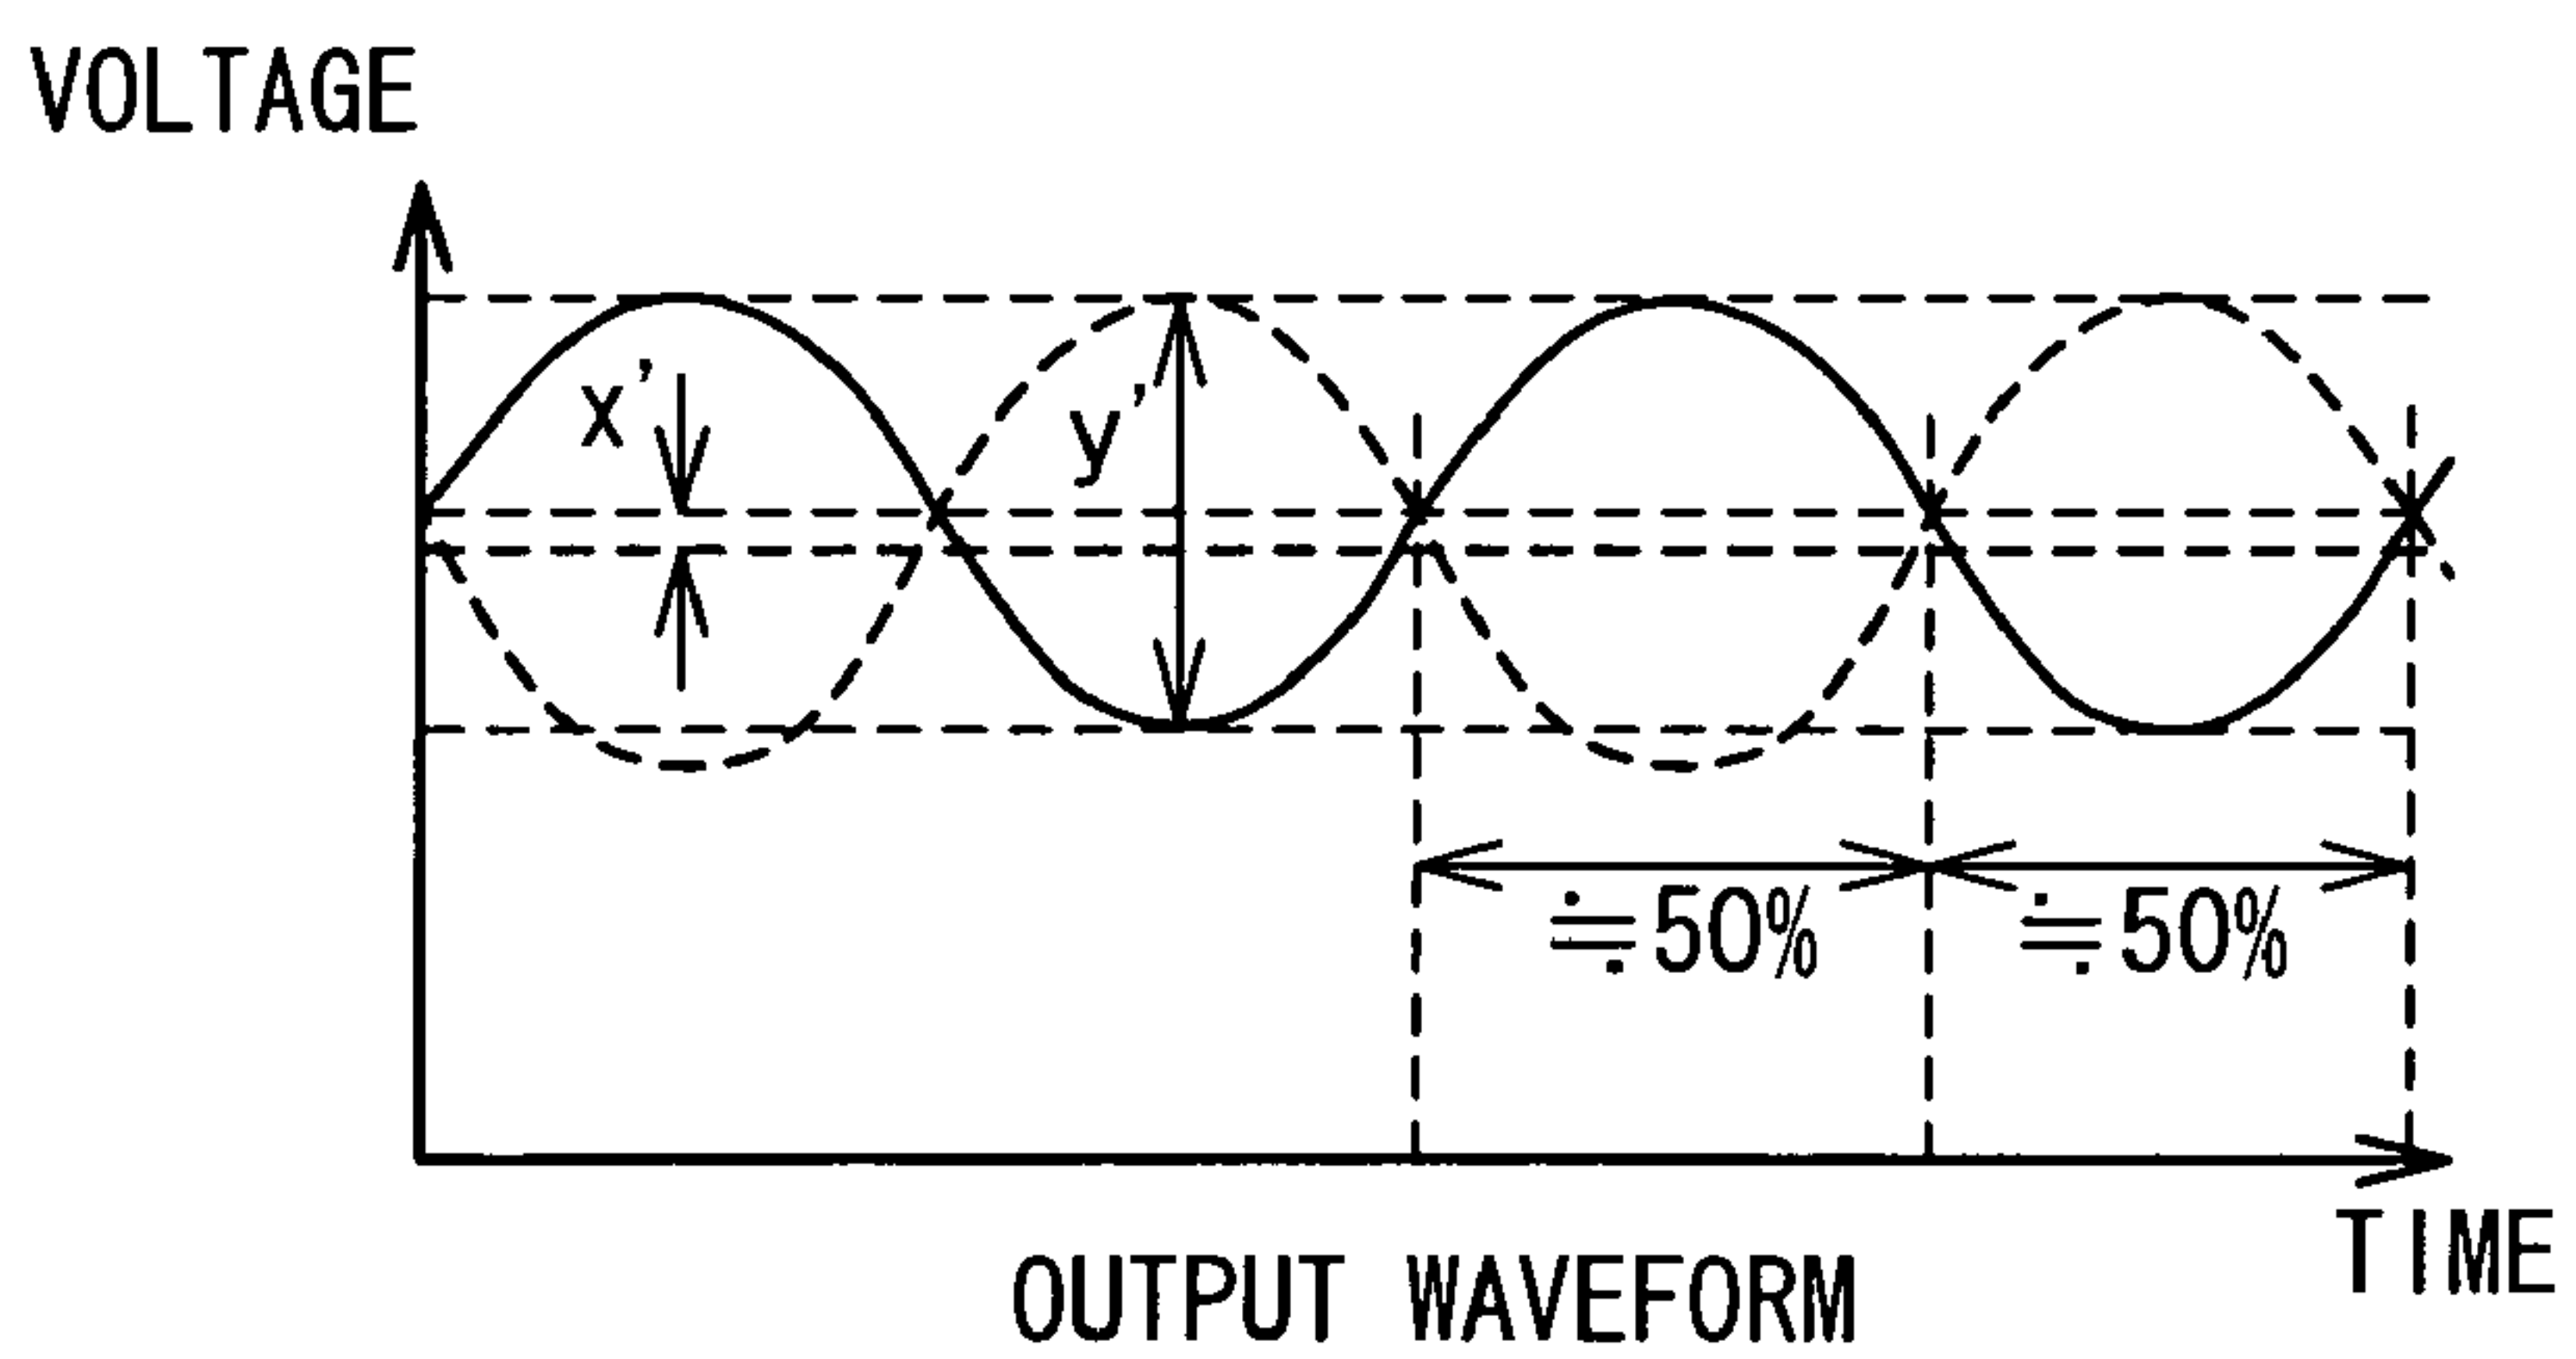 VOLTAGE
x'
y'
≒50% ≒50%
TIME
OUTPUT WAVEFORM